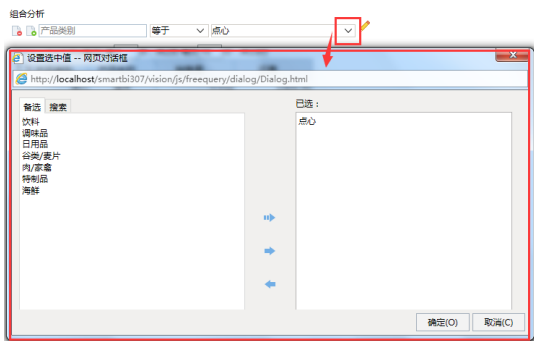 组合分析
产品类别 等于 点心
设置选中值 -- 网页对话框
http://localhost/smartbi307/vision/js/freequery/dialog/Dialog.html
备选 搜索
已选：
饮料
调味品
日用品
谷类/麦片
肉/家禽
特制品
海鲜
点心
确定(O) 取消(C)